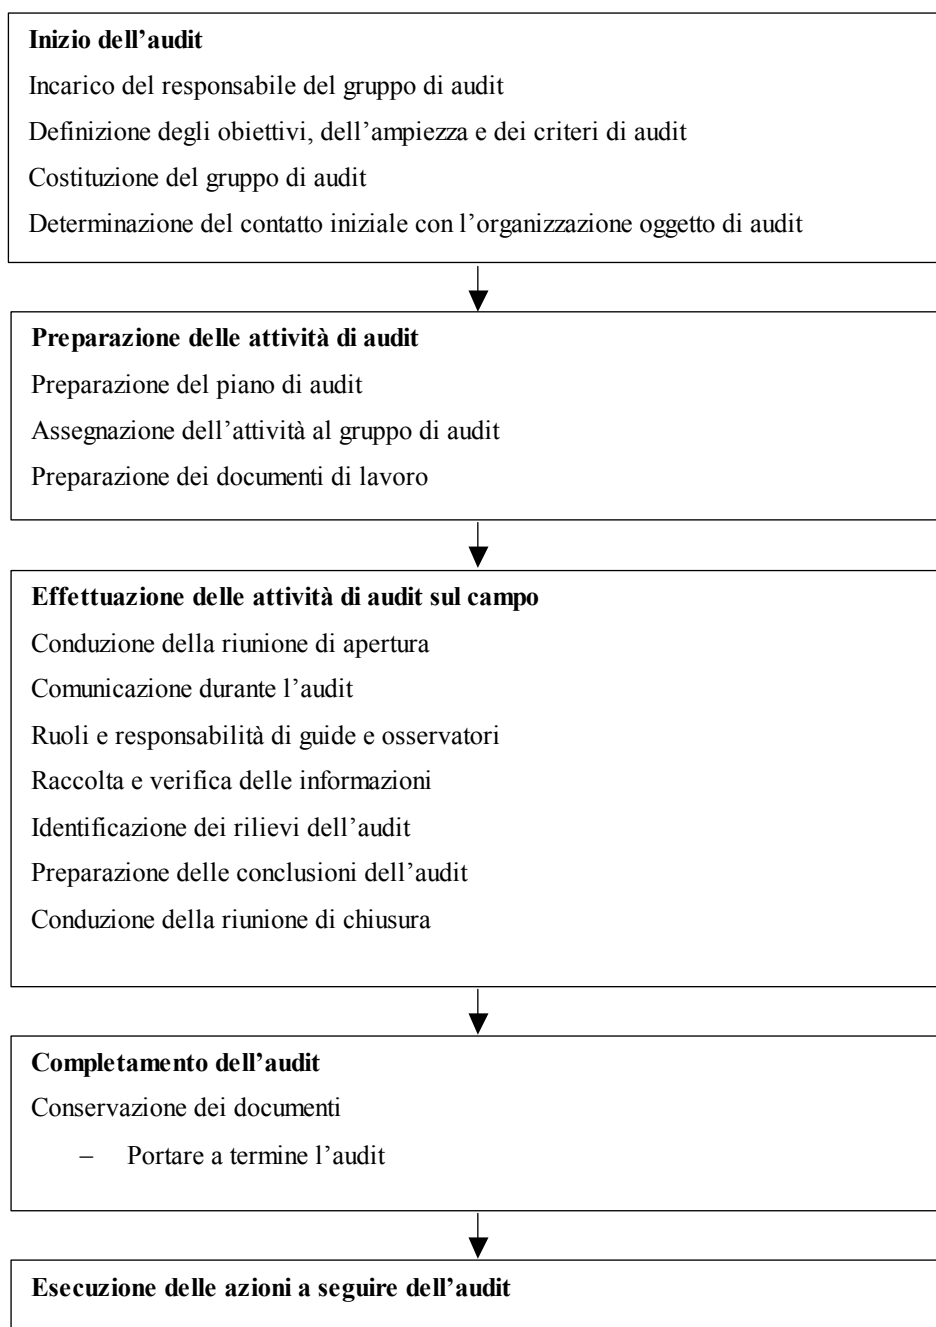 Inizio dell’audit
Incarico del responsabile del gruppo di audit
Definizione degli obiettivi, dell’ampiezza e dei criteri di audit
Costituzione del gruppo di audit
Determinazione del contatto iniziale con l’organizzazione oggetto di audit
Preparazione delle attività di audit
Preparazione del piano di audit
Assegnazione dell’attività al gruppo di audit
Preparazione dei documenti di lavoro
Effettuazione delle attività di audit sul campo
Conduzione della riunione di apertura
Comunicazione durante l’audit
Ruoli e responsabilità di guide e osservatori
Raccolta e verifica delle informazioni
Identificazione dei rilievi dell’audit
Preparazione delle conclusioni dell’audit
Conduzione della riunione di chiusura
Completamento dell’audit
Conservazione dei documenti
– Portare a termine l’audit
Esecuzione delle azioni a seguire dell’audit